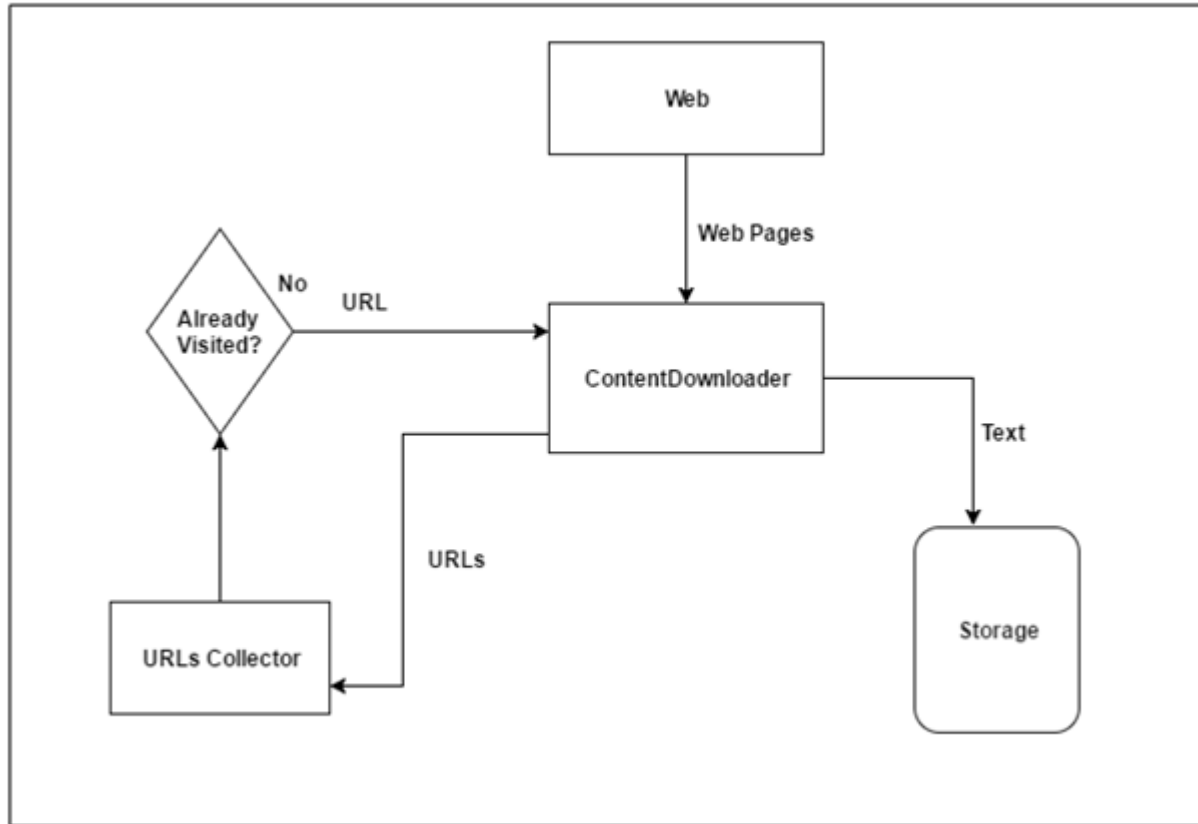 Web
Web Pages
No
URL
Already
Visited?
ContentDownloader
Text
URLs
Storage
URLs Collector